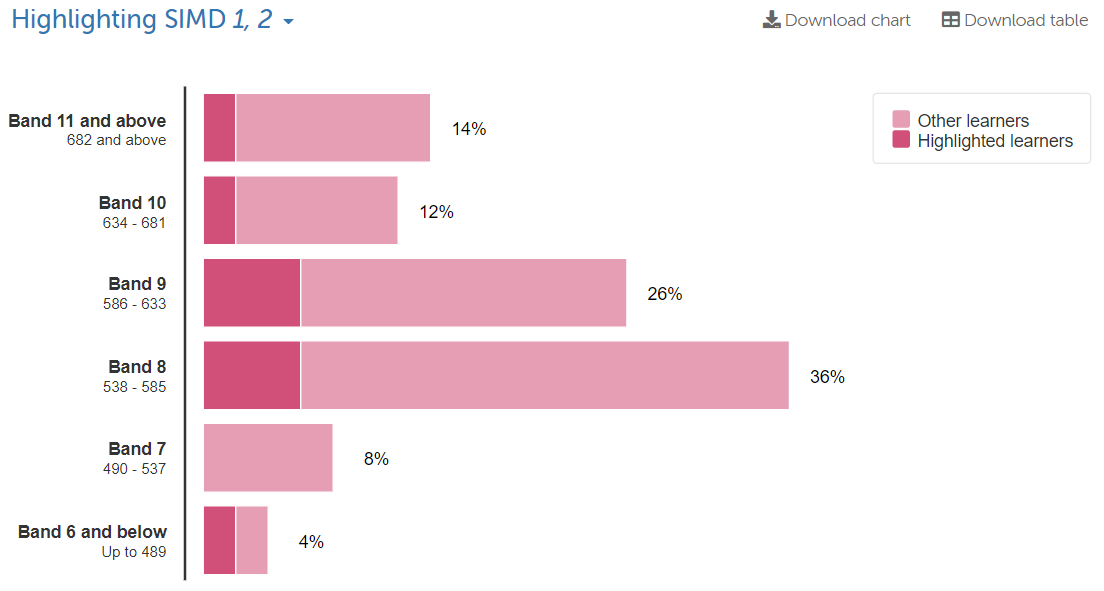 Highlighting SIMD 1, 2
Download chart
Download table
Band 11 and above
682 and above
14%
Other learners
Highlighted learners
Band 10
634 - 681
12%
Band 9
586 - 633
26%
Band 8
538 - 585
36%
Band 7
490 - 537
8%
Band 6 and below
Up to 489
4%